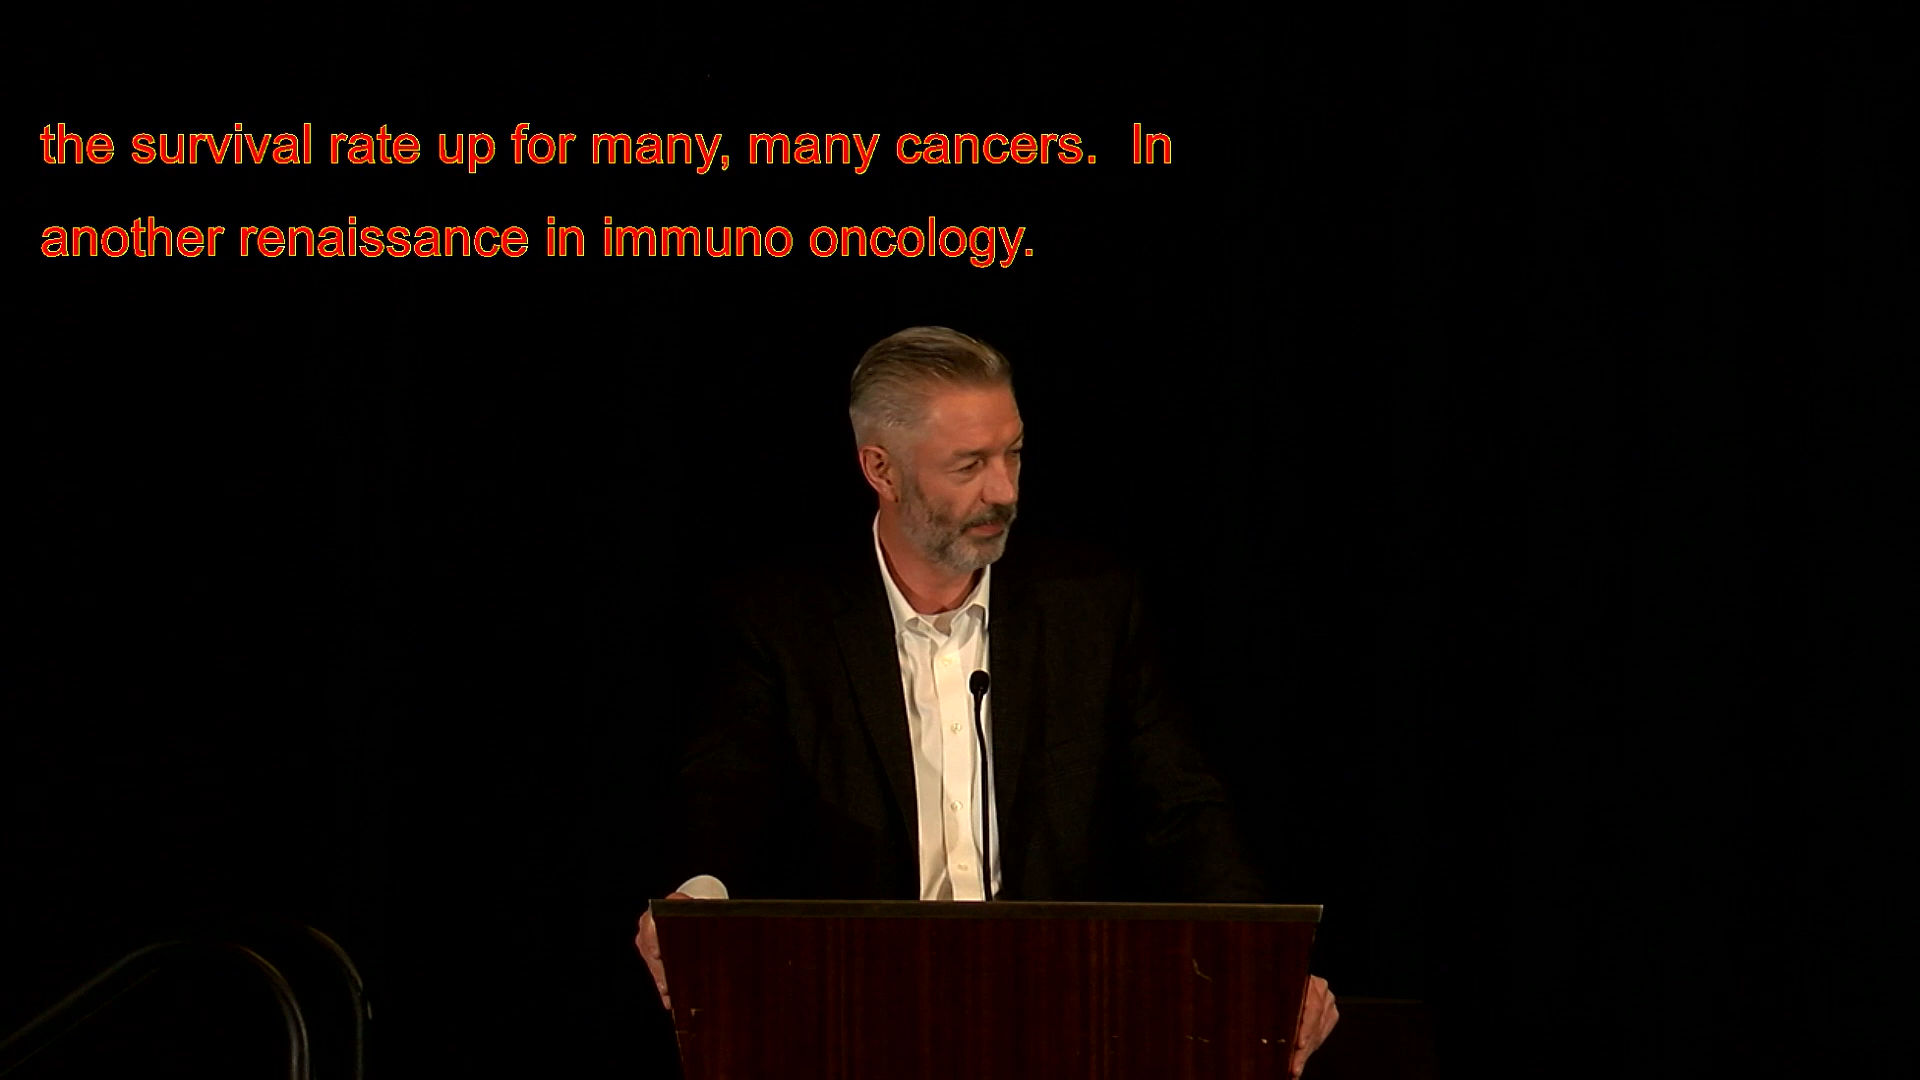 the survival rate up for many, many cancers.  In
another renaissance in immuno oncology.